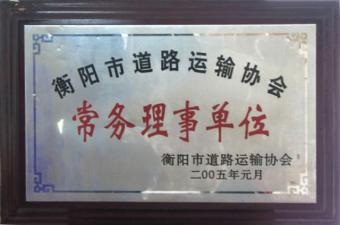 衡阳市道路运输协会
常务理事单位
衡阳市道路运输协会
二00五年元月